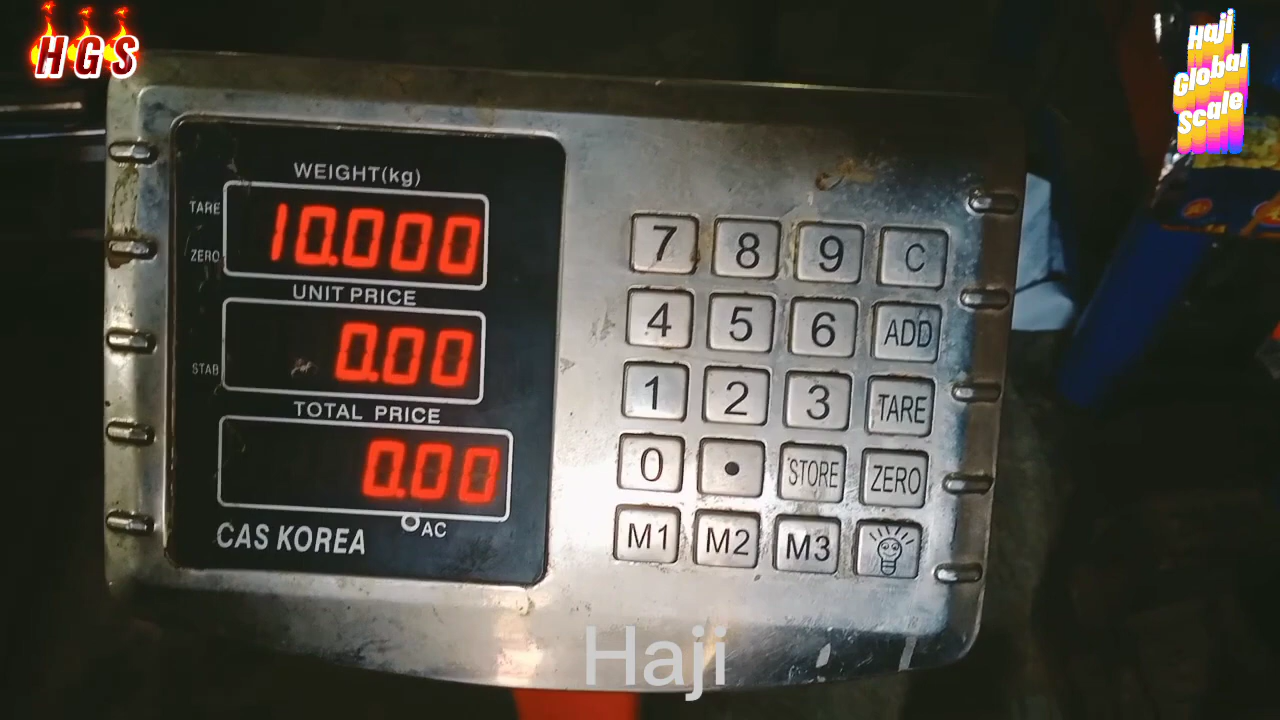 HGS
Haji
Global
Scale
WEIGHT(kg)
TARE
10.000
ZERO
UNIT PRICE
0.00
STAB
TOTAL PRICE
0.00
AC
CAS KOREA
7 8 9 C
4 5 6 ADD
1 2 3 TARE
0 • STORE ZERO
M1 M2 M3
Haji